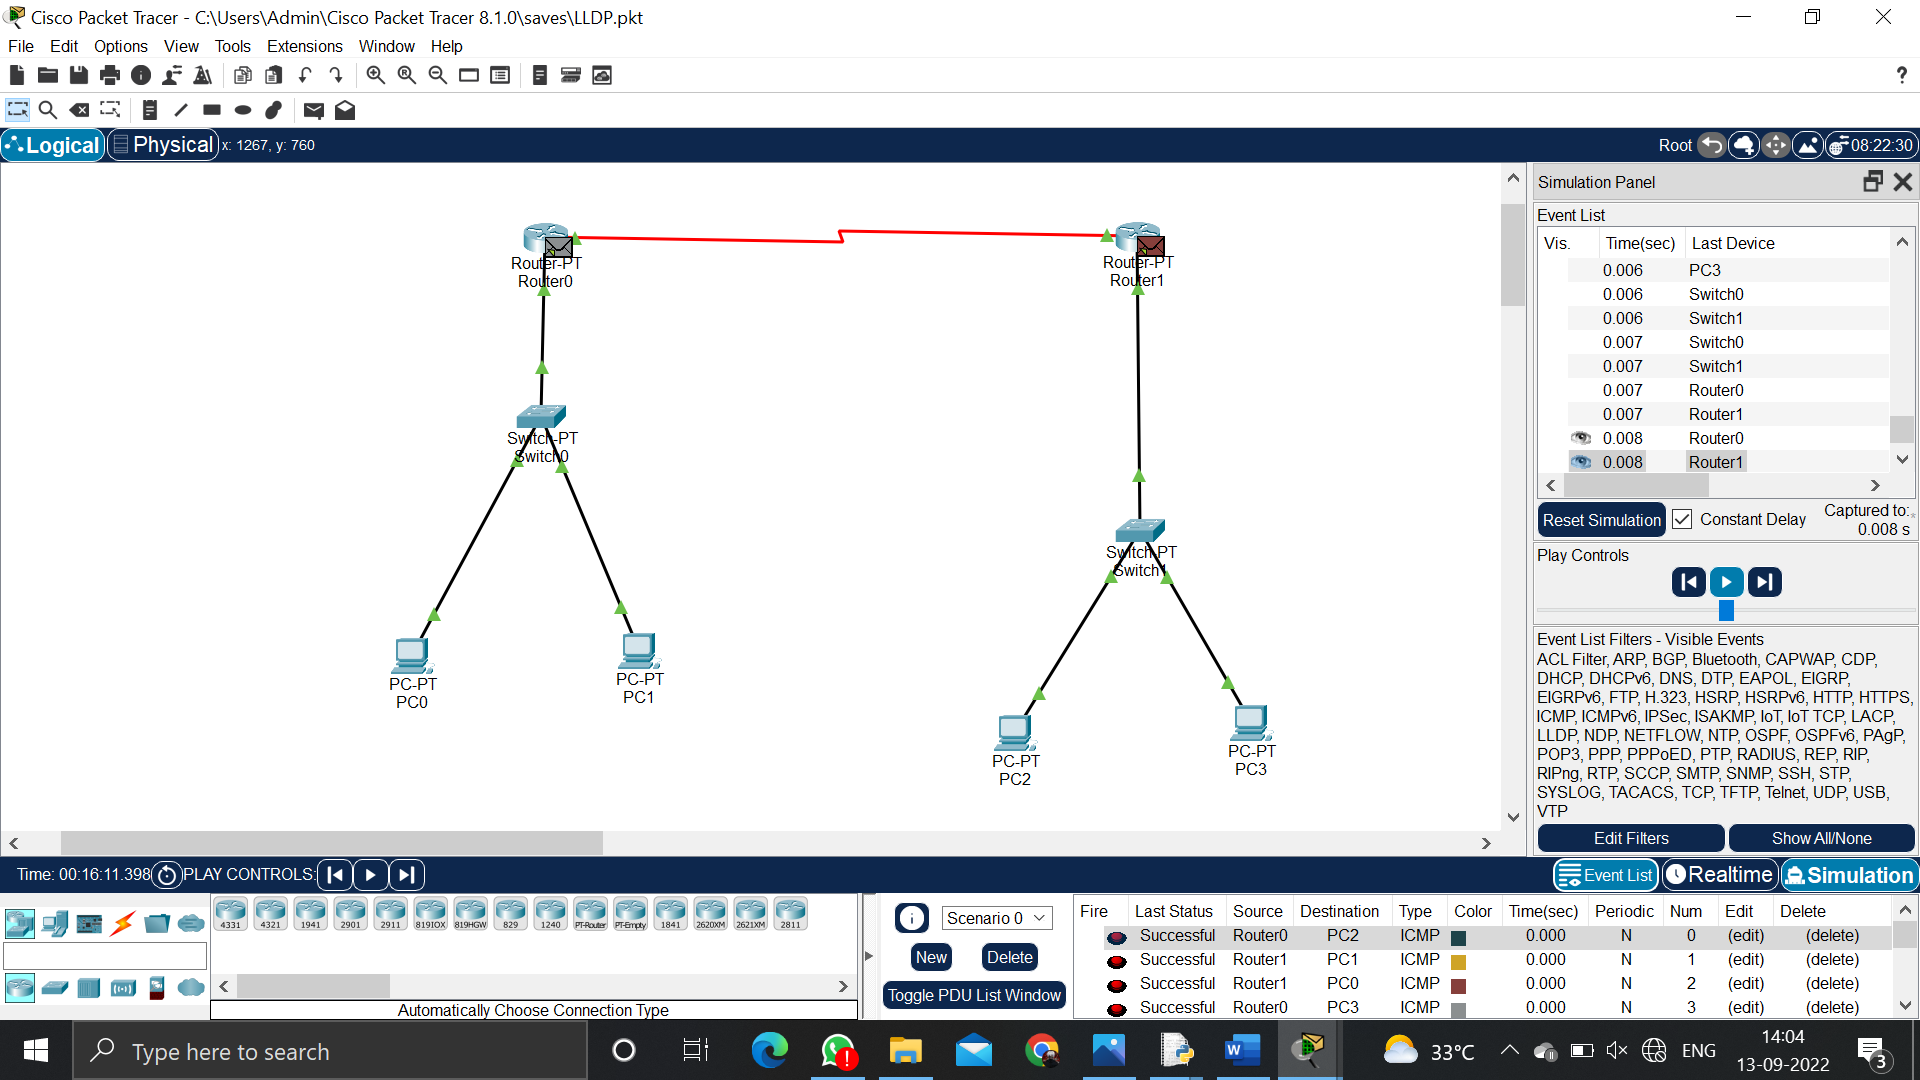 Cisco Packet Tracer - C:\Users\Admin\Cisco Packet Tracer 8.1.0\saves\LLDP.pkt
File Edit Options View Tools Extensions Window Help
?
Logical Physical x: 1267, y: 760 Root 08:22:30
Router-PT
Router0
Router-PT
Router1
Switch-PT
Switch0
Switch-PT
Switch1
PC-PT
PC0
PC-PT
PC1
PC-PT
PC2
PC-PT
PC3
Simulation Panel
Event List
Vis. Time(sec) Last Device
0.006 PC3
0.006 Switch0
0.006 Switch1
0.007 Switch0
0.007 Switch1
0.007 Router0
0.007 Router1
0.008 Router0
0.008 Router1
Reset Simulation Constant Delay Captured to:
0.008 s
Play Controls
Event List Filters - Visible Events
ACL Filter, ARP, BGP, Bluetooth, CAPWAP, CDP,
DHCP, DHCPv6, DNS, DTP, EAPOL, EIGRP,
EIGRPv6, FTP, H.323, HSRP, HSRPv6, HTTP, HTTPS,
ICMP, ICMPv6, IPSec, ISAKMP, IoT, IoT TCP, LACP,
LLDP, NDP, NETFLOW, NTP, OSPF, OSPFv6, PAgP,
POP3, PPP, PPPoED, PTP, RADIUS, REP, RIP,
RIPng, RTP, SCCP, SMTP, SNMP, SSH, STP,
SYSLOG, TACACS, TCP, TFTP, Telnet, UDP, USB,
VTP
Edit Filters Show All/None
Time: 00:16:11.398 PLAY CONTROLS: Event List Realtime Simulation
4331 4321 1941 2901 2911 819IOX 819HGW 829 1240 PT-Router PT-Empty 1841 2620XM 2621XM 2811
Automatically Choose Connection Type
Scenario 0
New Delete
Toggle PDU List Window
Fire Last Status Source Destination Type Color Time(sec) Periodic Num Edit Delete
Successful Router0 PC2 ICMP 0.000 N 0 (edit) (delete)
Successful Router1 PC1 ICMP 0.000 N 1 (edit) (delete)
Successful Router1 PC0 ICMP 0.000 N 2 (edit) (delete)
Successful Router0 PC3 ICMP 0.000 N 3 (edit) (delete)
Type here to search
33°C ENG
14:04
13-09-2022
3